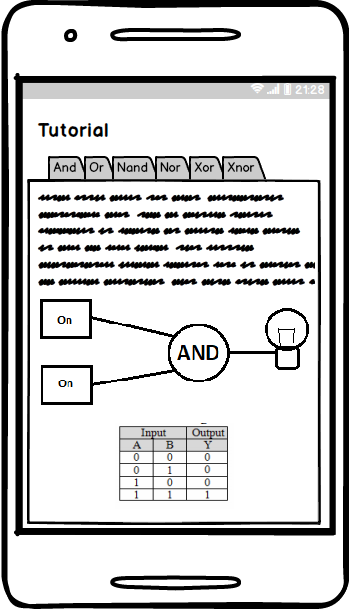 21:28
Tutorial
And Or Nand Nor Xor Xnor
On
AND
On
Input Output
A B Y
0 0 0
0 1 0
1 0 0
1 1 1